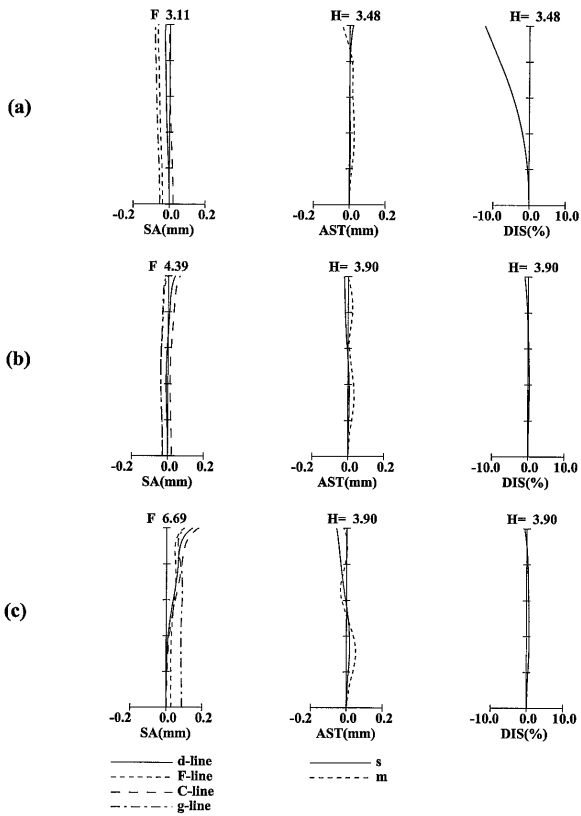 F 3.11 H= 3.48 H= 3.48
(a)
-0.2 0.0 0.2 -0.2 0.0 0.2 -10.0 0.0 10.0
SA(mm) AST(mm) DIS(%)
F 4.39 H= 3.90 H= 3.90
(b)
-0.2 0.0 0.2 -0.2 0.0 0.2 -10.0 0.0 10.0
SA(mm) AST(mm) DIS(%)
F 6.69 H= 3.90 H= 3.90
(c)
-0.2 0.0 0.2 -0.2 0.0 0.2 -10.0 0.0 10.0
SA(mm) AST(mm) DIS(%)
d-line s
F-line m
C-line
g-line